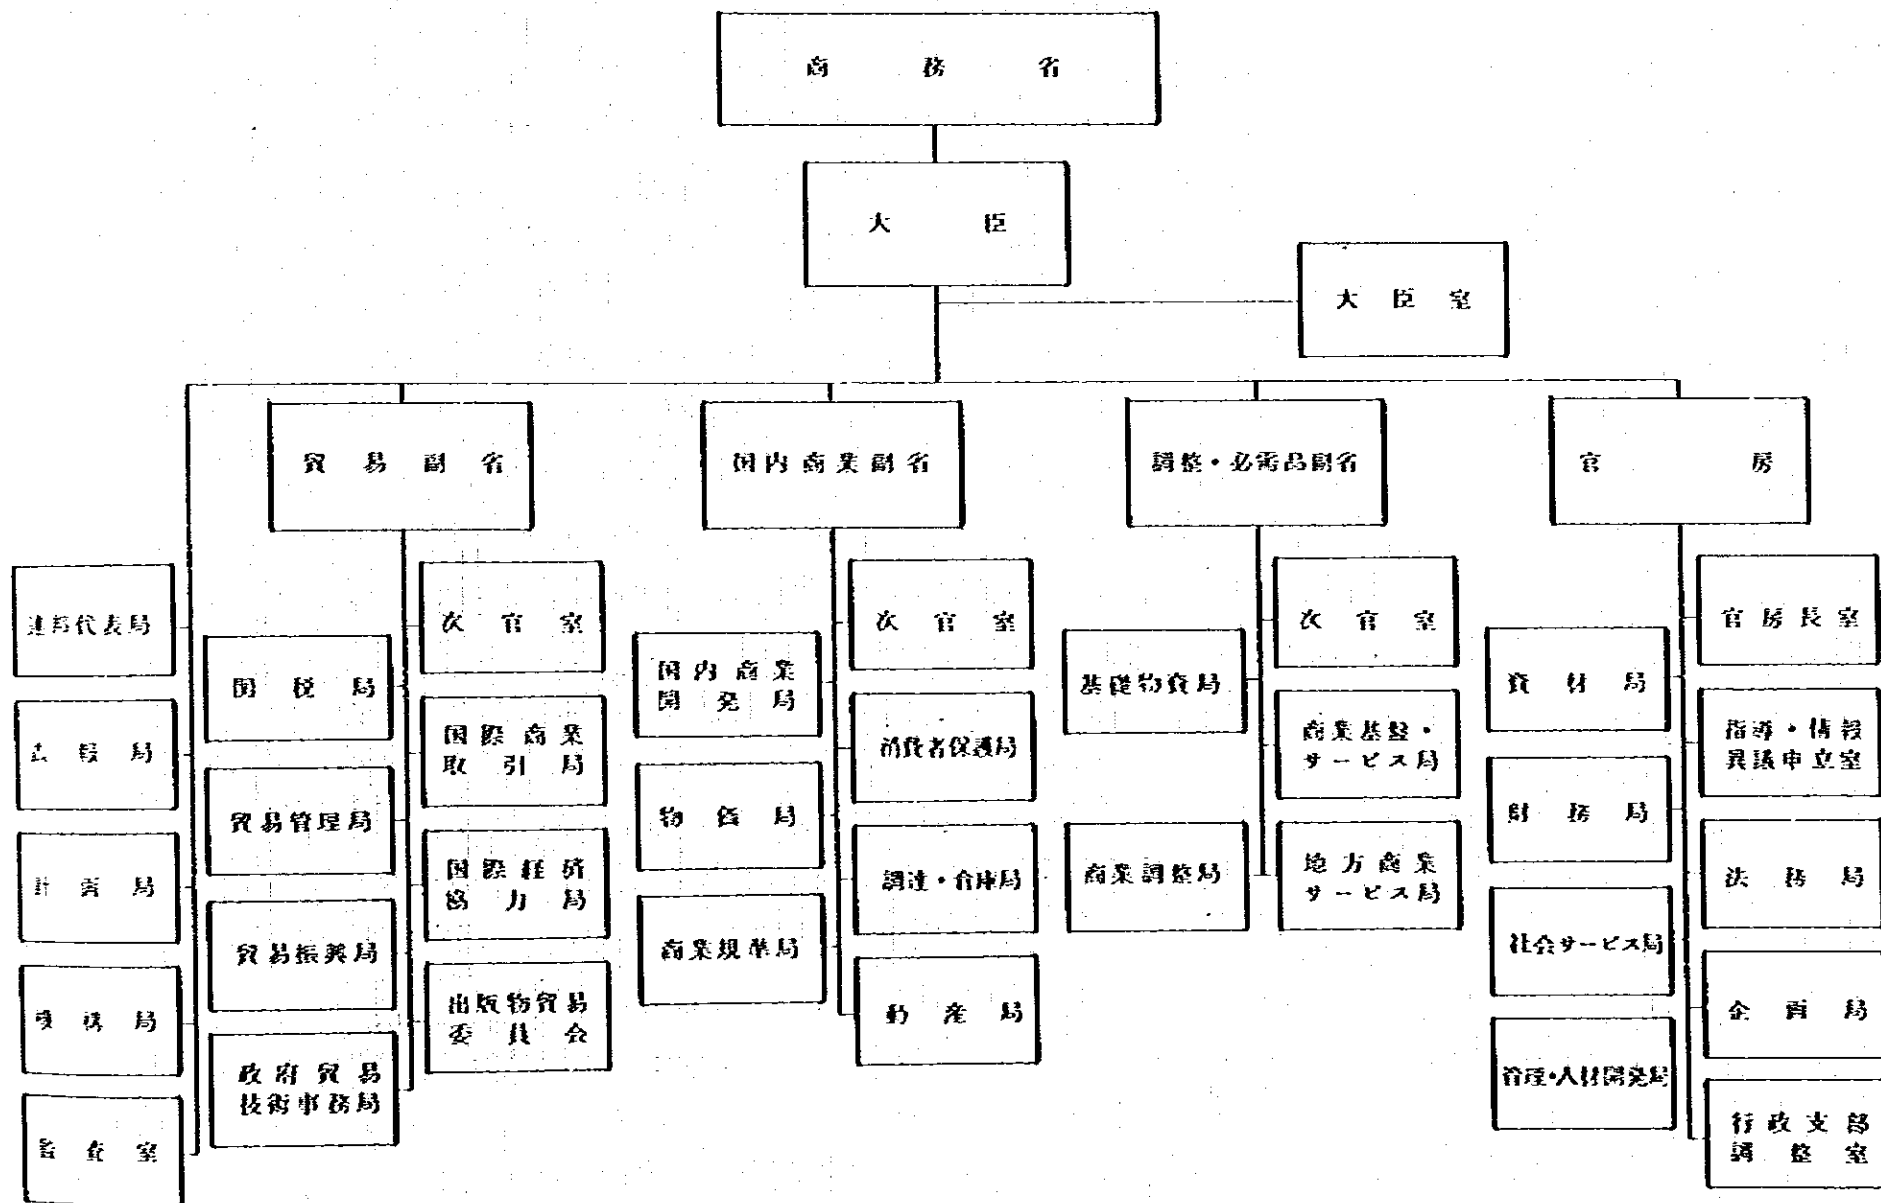 商務省
大臣
大臣室
貿易副省
国内商業副省
調整・必需品副省
官房
連邦代表局
広報局
計画局
監査室
関税局
貿易管理局
貿易振興局
政府貿易
技術事務局
次官室
国際商業
取引局
国際経済
協力局
出版物貿易
委員会
国内商業
開発局
物価局
商業規準局
次官室
消費者保護局
調達・倉庫局
動産局
基礎物資局
商業調整局
次官室
商業基盤・
サービス局
地方商業
サービス局
資材局
財務局
社会サービス局
管理・人材開発局
官房長室
指導・情報
異議申立室
法務局
企画局
行政支部
調整室